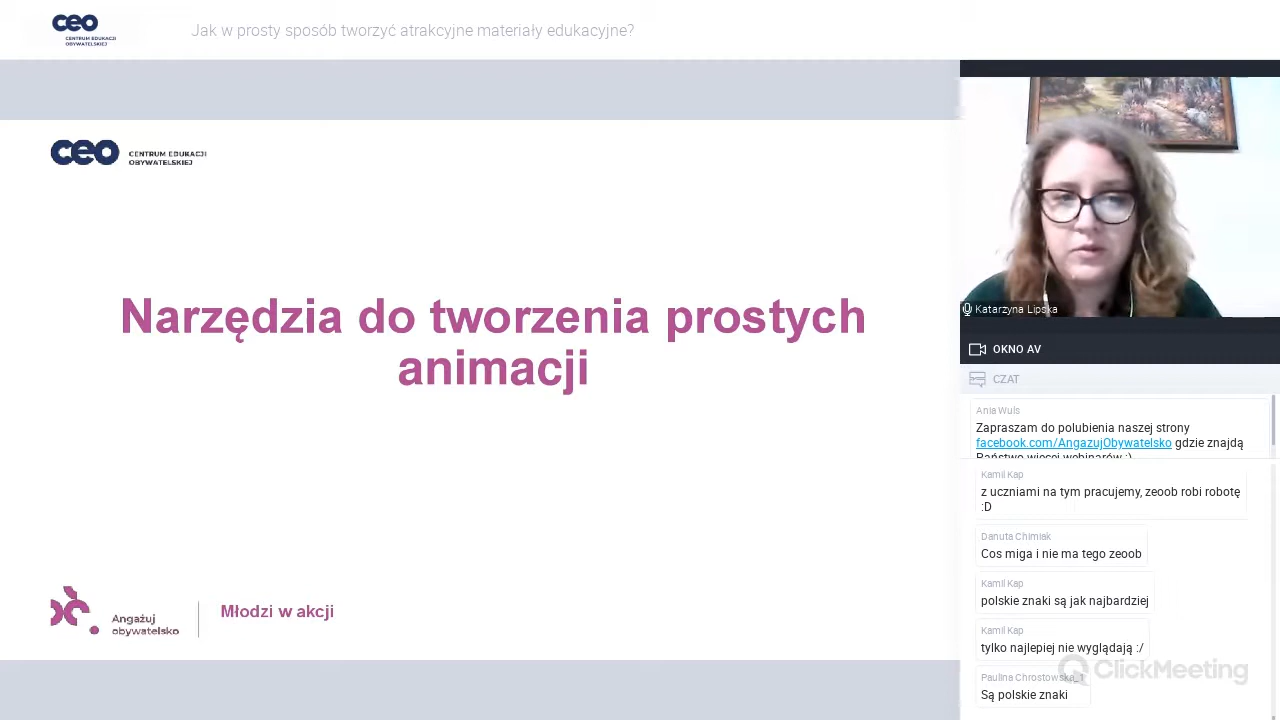 ceo
CENTRUM EDUKACJI
OBYWATELSKIEJ
Jak w prosty sposób tworzyć atrakcyjne materiały edukacyjne?
ceo
CENTRUM EDUKACJI
OBYWATELSKIEJ
Narzędzia do tworzenia prostych
animacji
Angażuj
obywatelsko
Młodzi w akcji
Katarzyna Lipska
OKNO AV
CZAT
Ania Wuls
Zapraszam do polubienia naszej strony
facebook.com/AngazujObywatelsko gdzie znajdą
Państwo więcej webinarów :)
Kamil Kap
z uczniami na tym pracujemy, zeoob robi robotę
:D
Danuta Chimiak
Cos miga i nie ma tego zeoob
Kamil Kap
polskie znaki są jak najbardziej
Kamil Kap
tylko najlepiej nie wyglądają :/
ClickMeeting
Paulina Chrostowska_1
Są polskie znaki